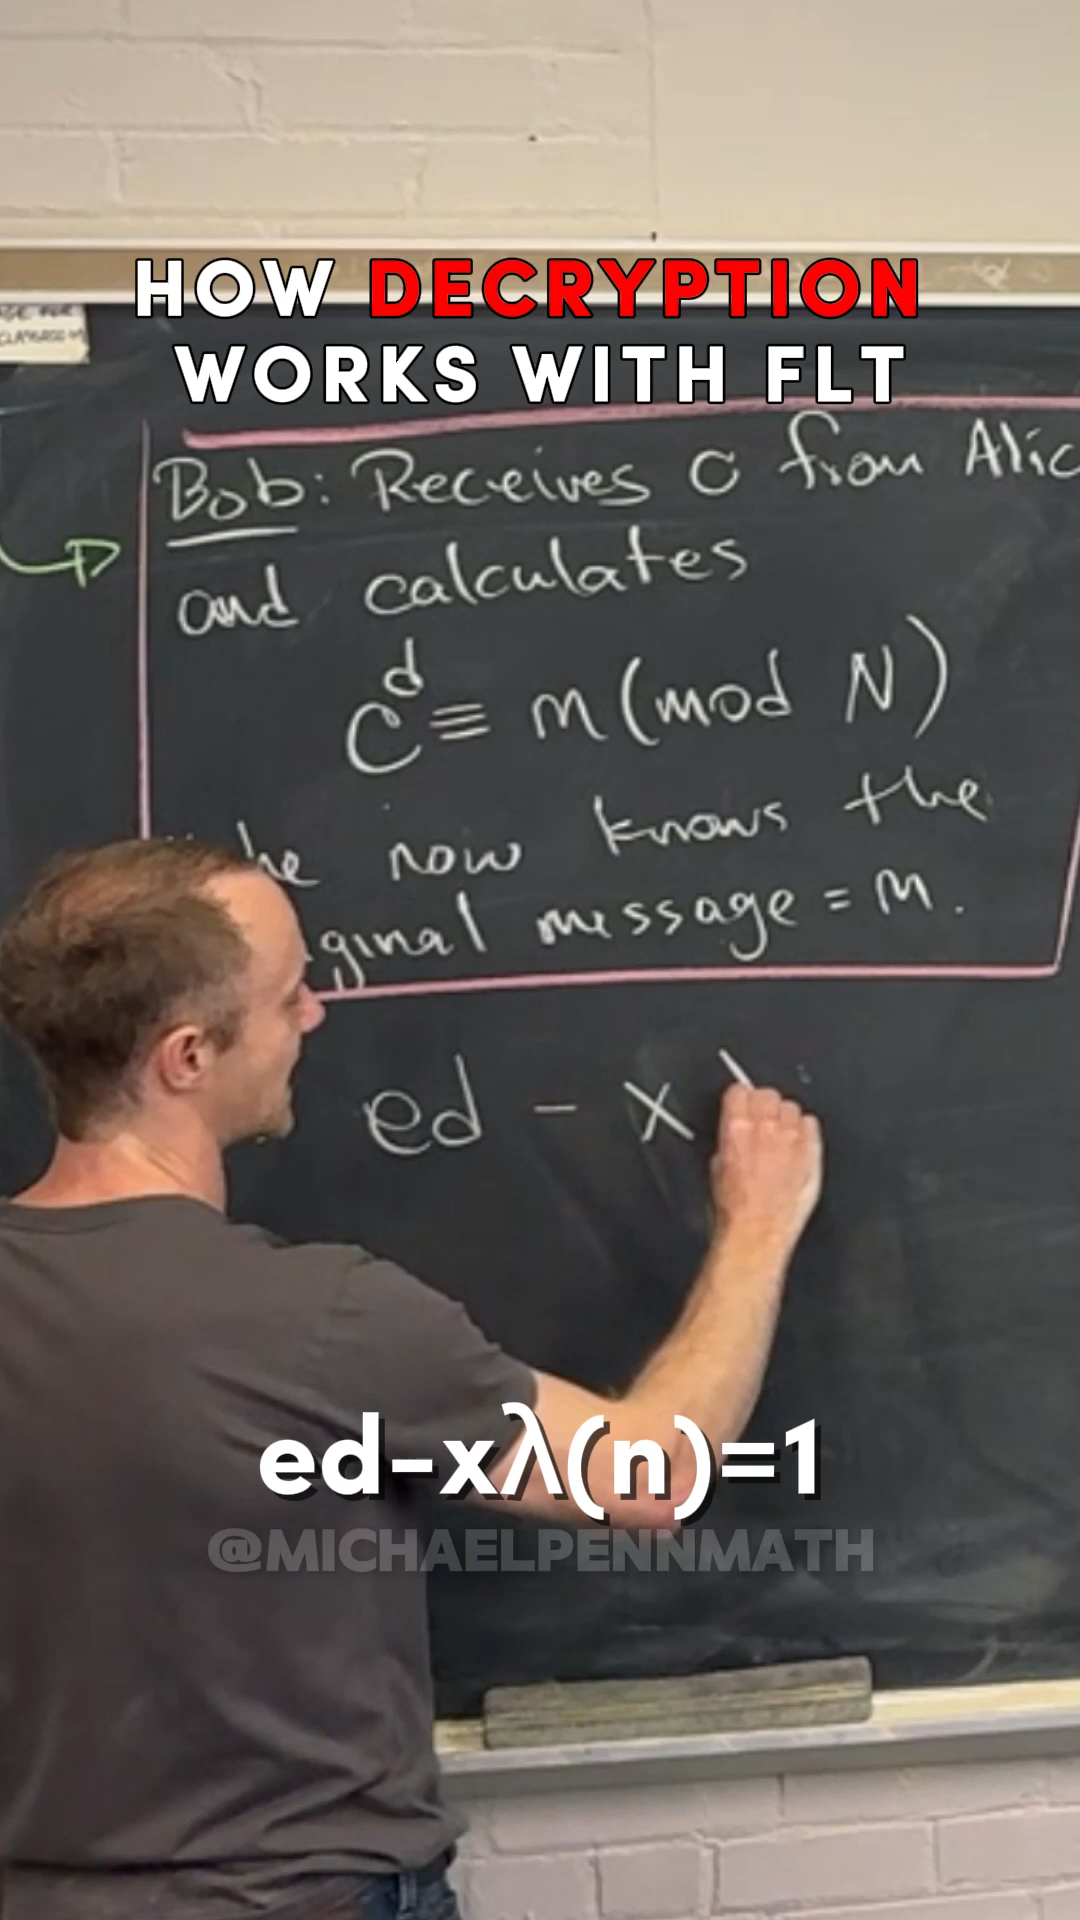 HOW DECRYPTION
WORKS WITH FLT
Bob: Receives C from Alic
and calculates
C^d ≡ m (mod N)
he now knows the
ginal message = m.
ed - x
ed-xλ(n)=1
@MICHAELPENNMATH